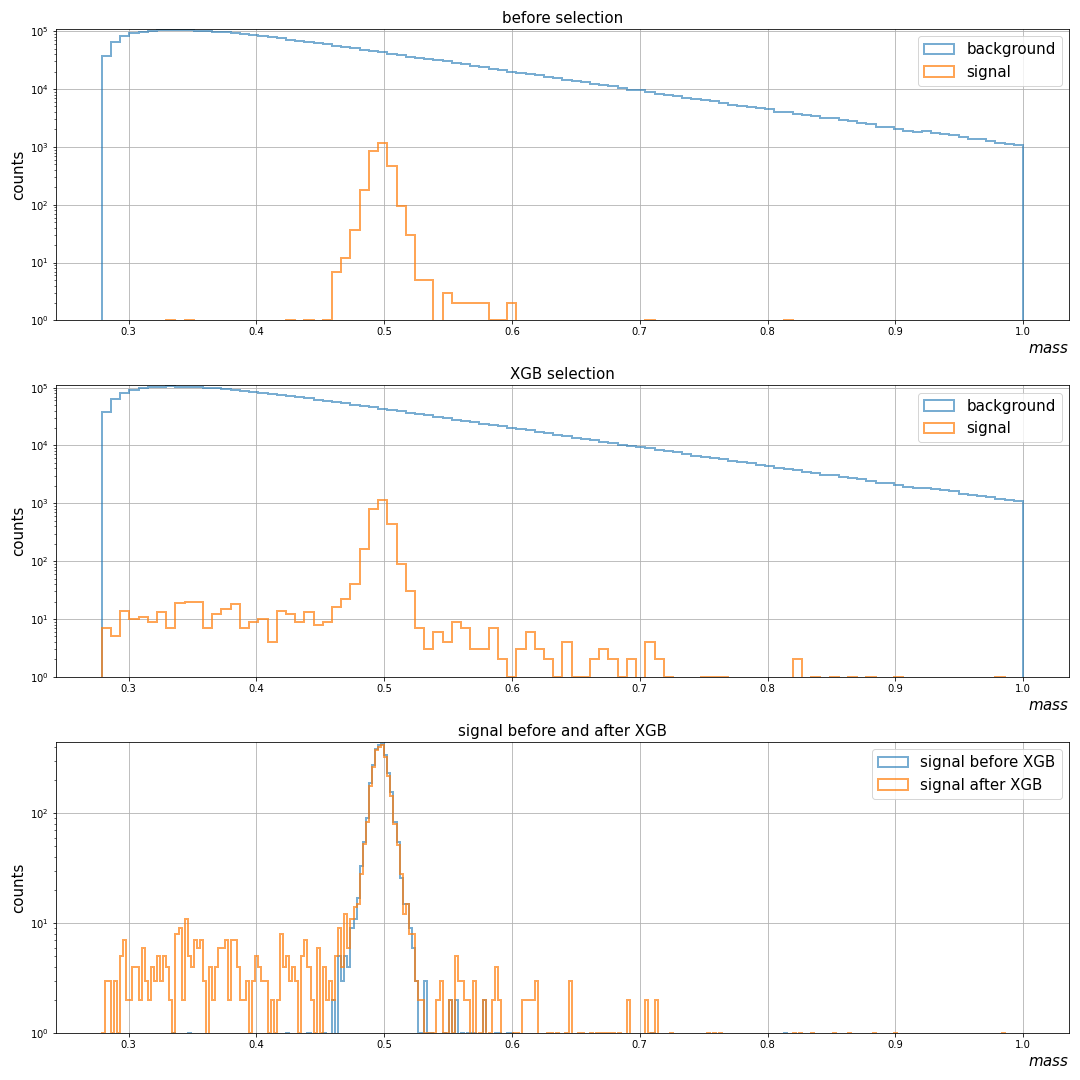 before selection
background
signal
counts
10⁵
10⁴
10³
10²
10¹
10⁰
0.3 0.4 0.5 0.6 0.7 0.8 0.9 1.0
mass
XGB selection
background
signal
counts
10⁵
10⁴
10³
10²
10¹
10⁰
0.3 0.4 0.5 0.6 0.7 0.8 0.9 1.0
mass
signal before and after XGB
signal before XGB
signal after XGB
counts
10²
10¹
10⁰
0.3 0.4 0.5 0.6 0.7 0.8 0.9 1.0
mass